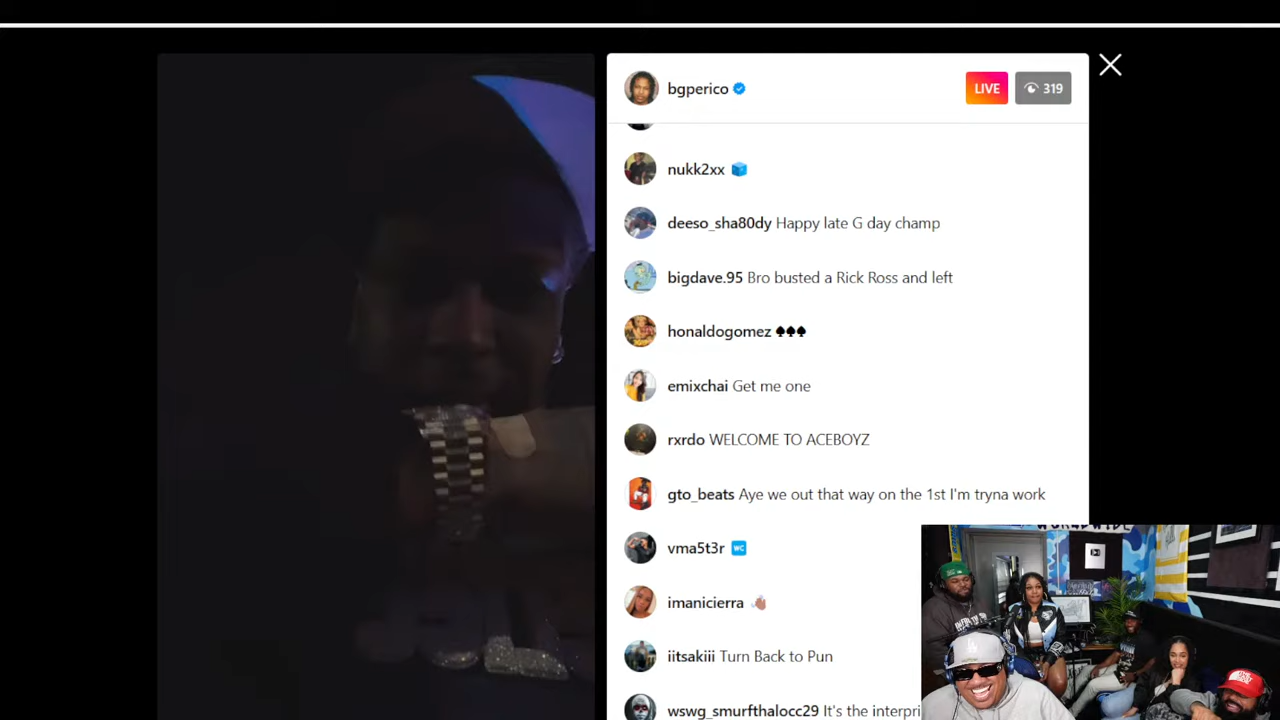 bgperico
LIVE 319
nukk2xx
deeso_sha80dy Happy late G day champ
bigdave.95 Bro busted a Rick Ross and left
honaldogomez ♠♠♠
emixchai Get me one
rxrdo WELCOME TO ACEBOYZ
gto_beats Aye we out that way on the 1st I'm tryna work
vma5t3r WC
imanicierra
iitsakiii Turn Back to Pun
wswg_smurfthalocc29 It's the interpri
WORLDWIDE